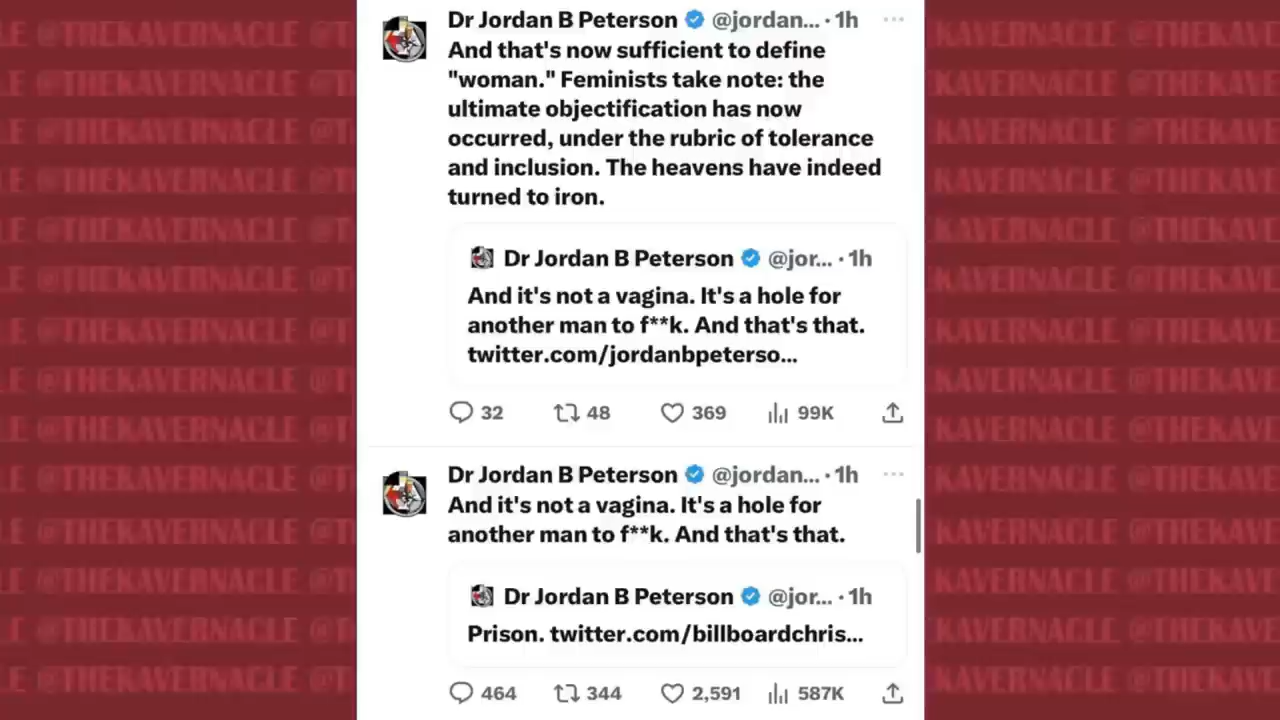 Dr Jordan B Peterson @jordan... · 1h
And that's now sufficient to define
"woman." Feminists take note: the
ultimate objectification has now
occurred, under the rubric of tolerance
and inclusion. The heavens have indeed
turned to iron.
Dr Jordan B Peterson @jor... · 1h
And it's not a vagina. It's a hole for
another man to f**k. And that's that.
twitter.com/jordanbpeterso...
32 48 369 99K
Dr Jordan B Peterson @jordan... · 1h
And it's not a vagina. It's a hole for
another man to f**k. And that's that.
Dr Jordan B Peterson @jor... · 1h
Prison. twitter.com/billboardchris...
464 344 2,591 587K
@THEKAVERNACLE